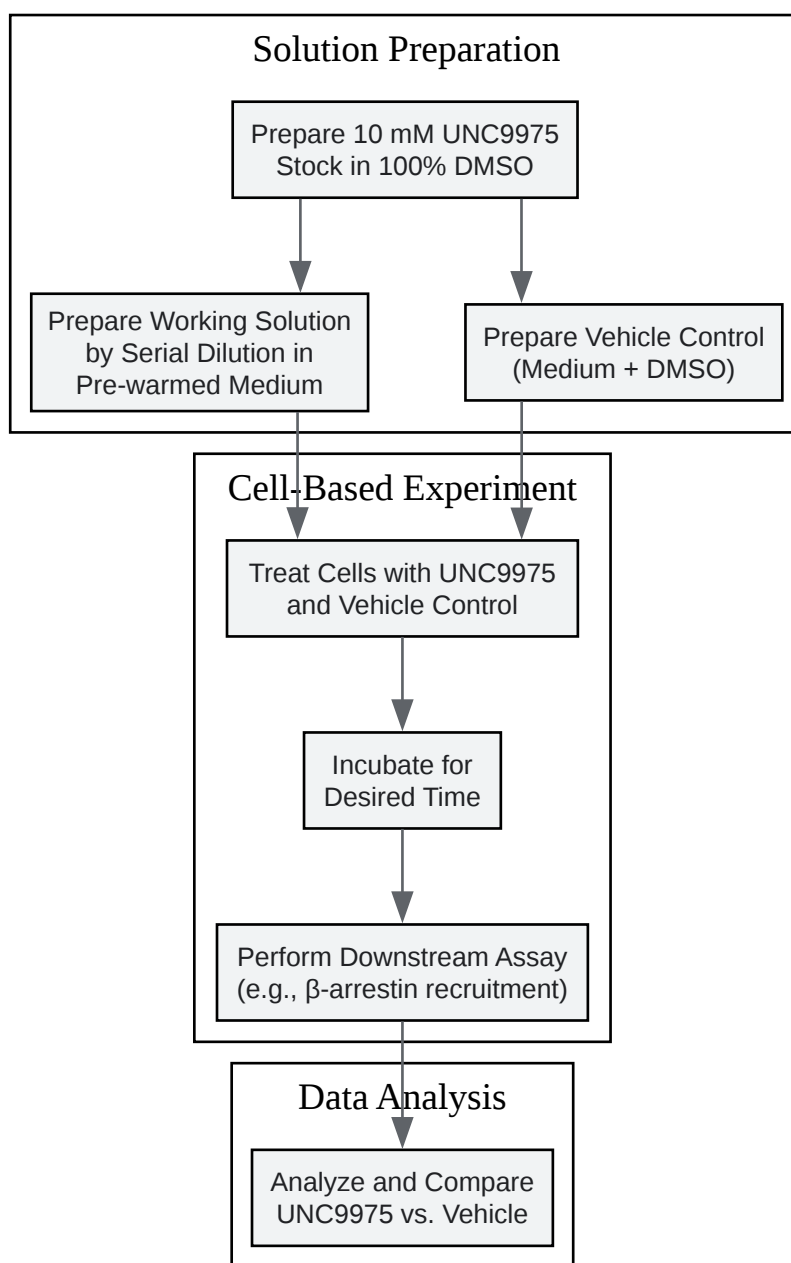 Solution Preparation
Prepare 10 mM UNC9975
Stock in 100% DMSO
Prepare Working Solution
by Serial Dilution in
Pre-warmed Medium
Prepare Vehicle Control
(Medium + DMSO)
Cell-Based Experiment
Treat Cells with UNC9975
and Vehicle Control
Incubate for
Desired Time
Perform Downstream Assay
(e.g., β-arrestin recruitment)
Data Analysis
Analyze and Compare
UNC9975 vs. Vehicle